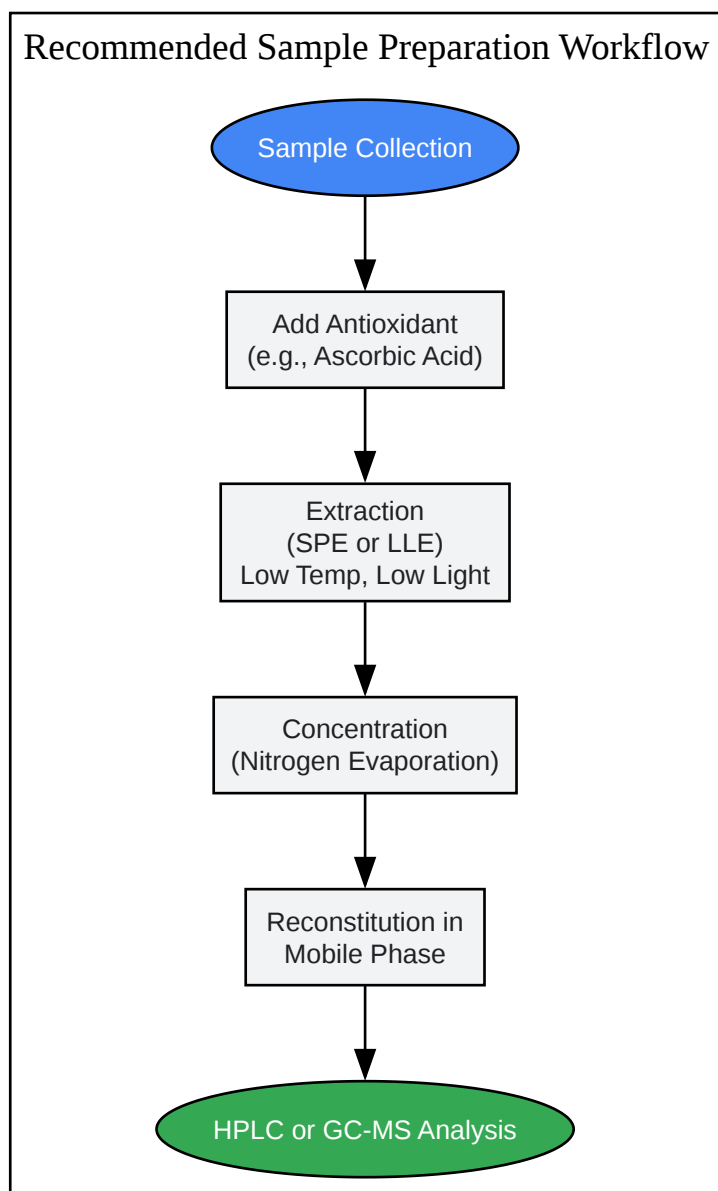 Recommended Sample Preparation Workflow
Sample Collection
Add Antioxidant
(e.g., Ascorbic Acid)
Extraction
(SPE or LLE)
Low Temp, Low Light
Concentration
(Nitrogen Evaporation)
Reconstitution in
Mobile Phase
HPLC or GC-MS Analysis